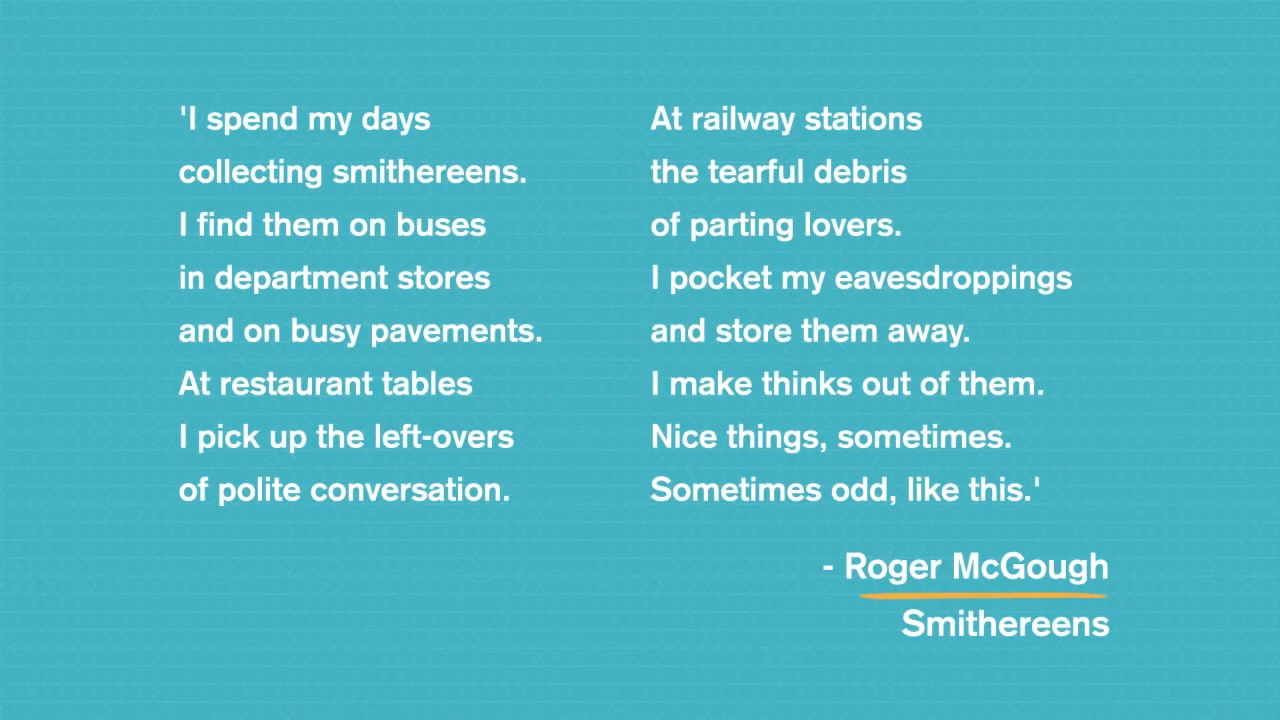 'I spend my days
collecting smithereens.
I find them on buses
in department stores
and on busy pavements.
At restaurant tables
I pick up the left-overs
of polite conversation.
At railway stations
the tearful debris
of parting lovers.
I pocket my eavesdroppings
and store them away.
I make thinks out of them.
Nice things, sometimes.
Sometimes odd, like this.'
- Roger McGough
Smithereens